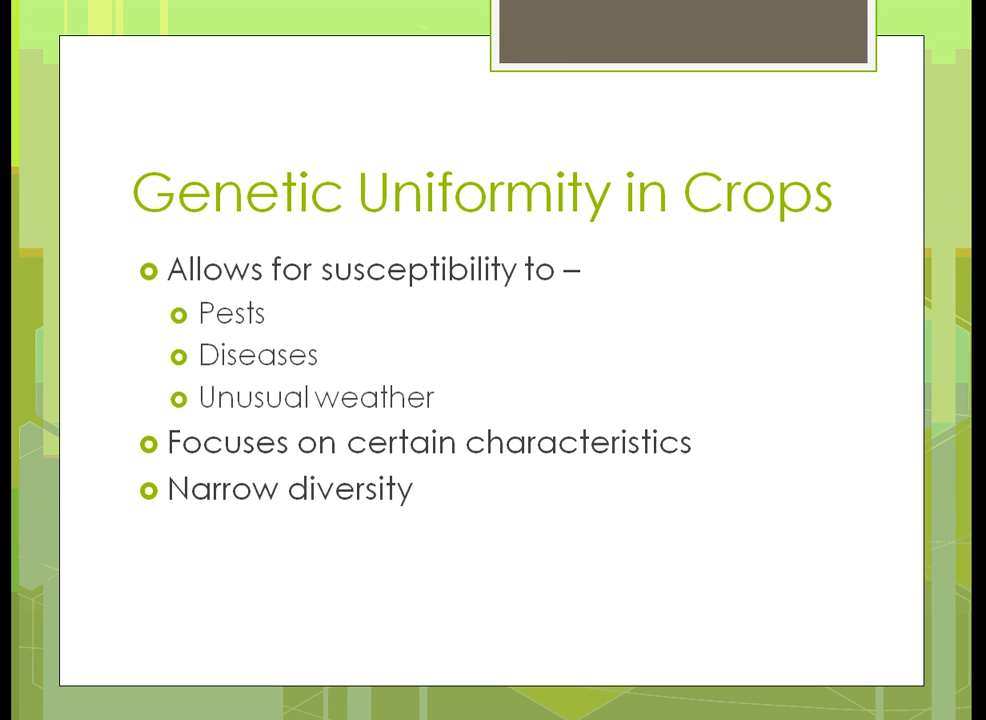 Genetic Uniformity in Crops
Allows for susceptibility to –
Pests
Diseases
Unusual weather
Focuses on certain characteristics
Narrow diversity